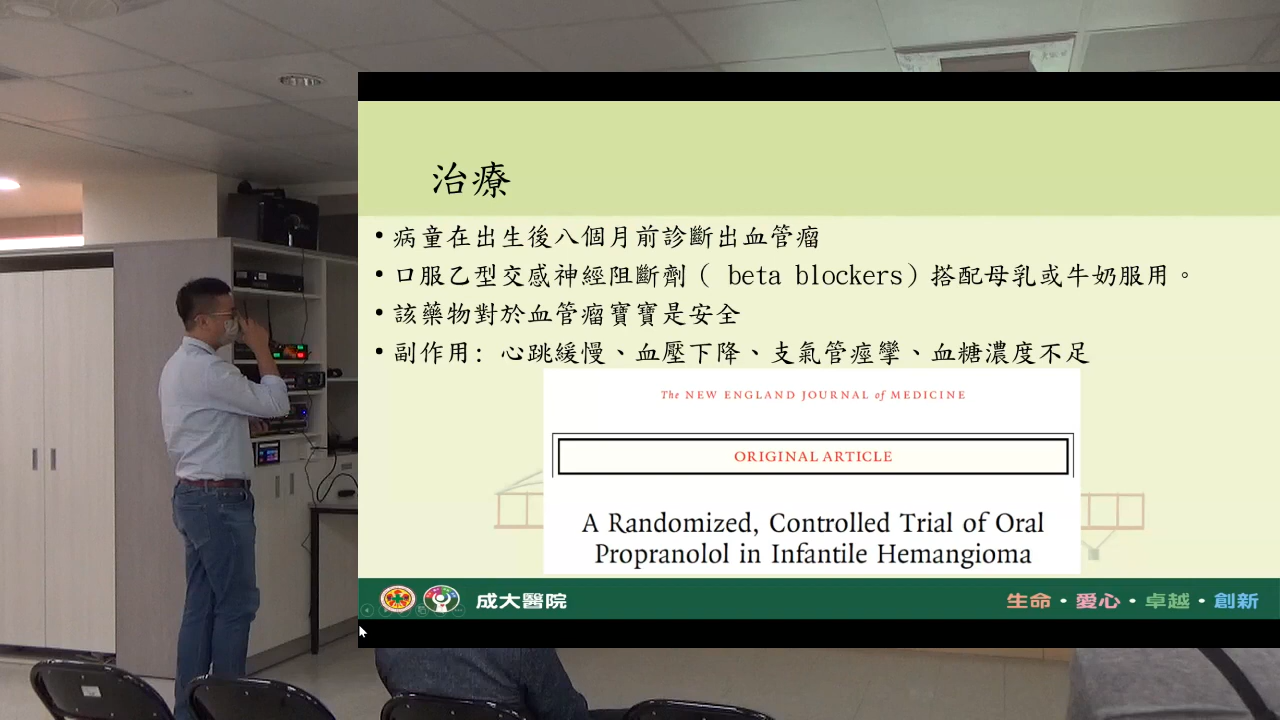 治療
• 病童在出生後八個月前診斷出血管瘤
• 口服乙型交感神經阻斷劑（ beta blockers）搭配母乳或牛奶服用。
• 該藥物對於血管瘤寶寶是安全
• 副作用：心跳緩慢、血壓下降、支氣管痙攣、血糖濃度不足
The NEW ENGLAND JOURNAL of MEDICINE
ORIGINAL ARTICLE
A Randomized, Controlled Trial of Oral
Propranolol in Infantile Hemangioma
成大醫院
生命・愛心・卓越・創新